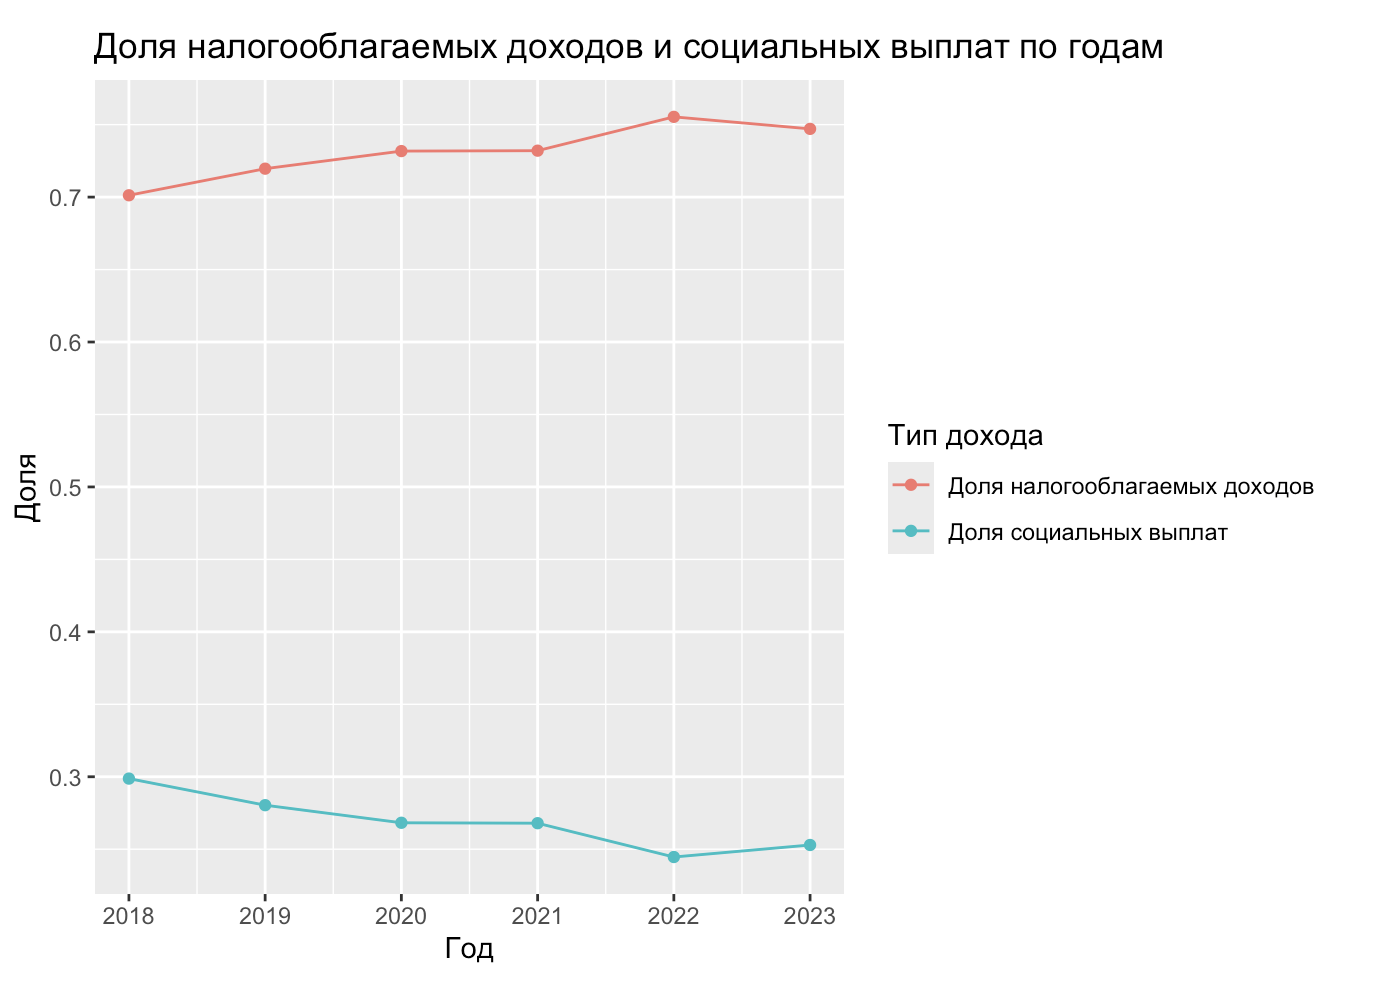 Доля налогооблагаемых доходов и социальных выплат по годам
0.7
0.6
0.5
0.4
0.3
Доля
2018 2019 2020 2021 2022 2023
Год
Тип дохода
Доля налогооблагаемых доходов
Доля социальных выплат